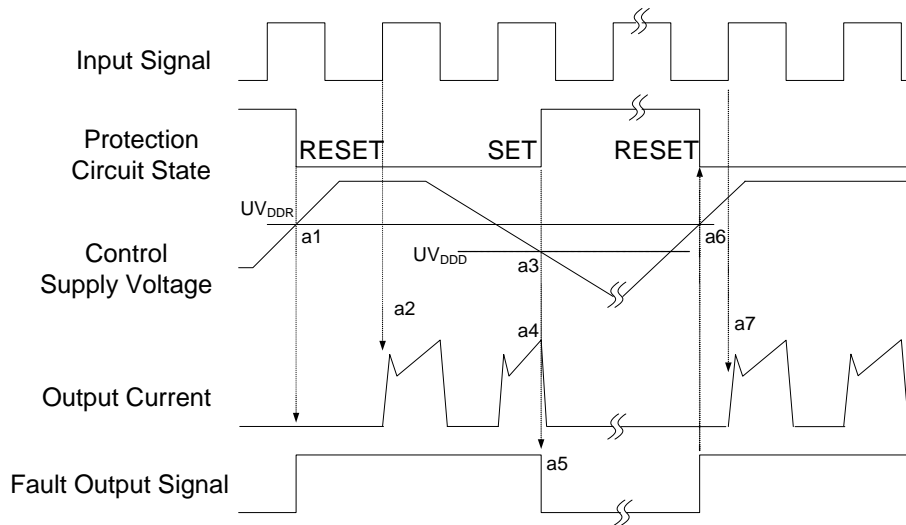 Input Signal
Protection
Circuit State
RESET
SET
RESET
UVDDR
a1
a6
Control
Supply Voltage
UVDDD
a3
a2
a4
a7
Output Current
a5
Fault Output Signal